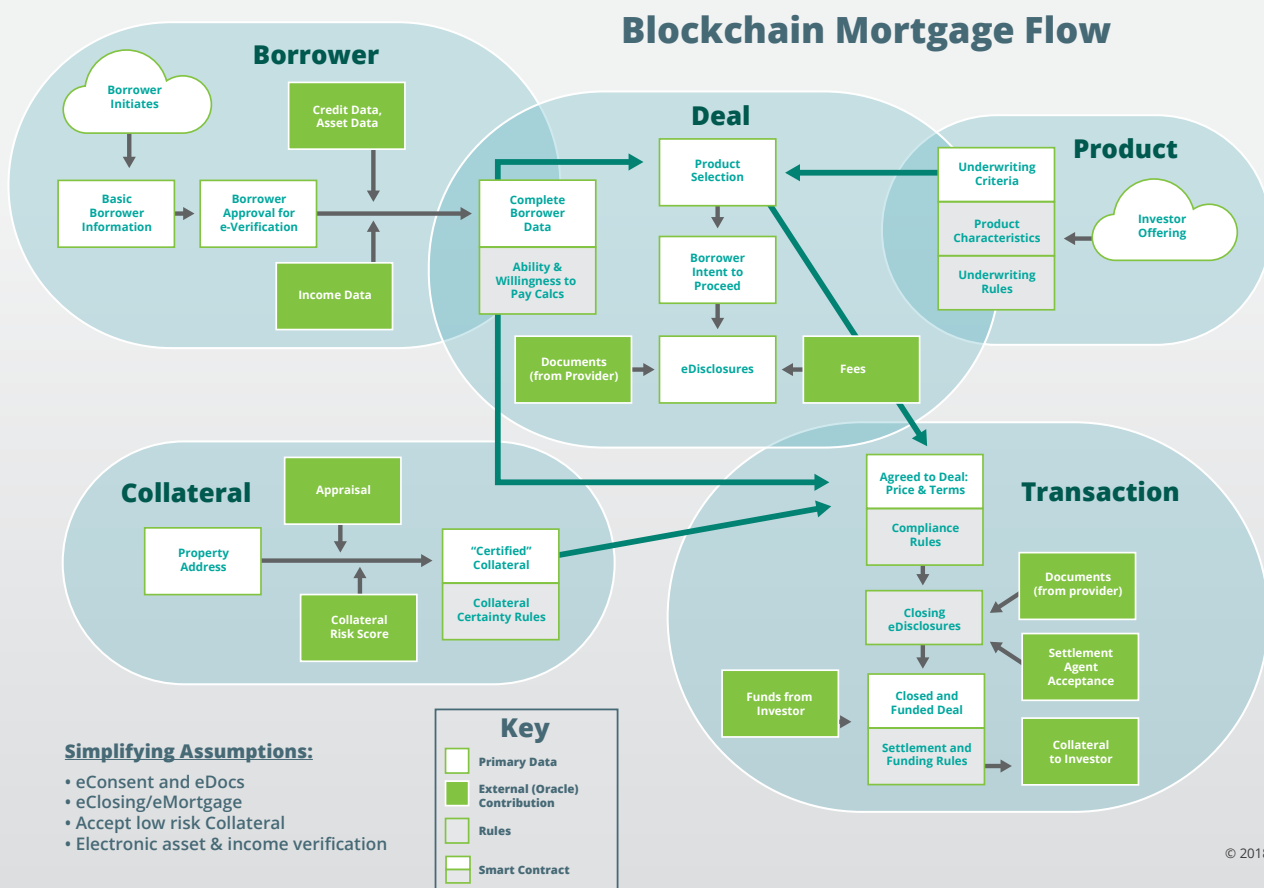 Blockchain Mortgage Flow
Borrower
Borrower
Initiates
Credit Data,
Asset Data
Basic
Borrower
Information
Borrower
Approval for
e-Verification
Income Data
Complete
Borrower
Data
Ability &
Willingness to
Pay Calcs
Deal
Product
Selection
Borrower
Intent to
Proceed
Documents
(from Provider)
eDisclosures
Fees
Product
Underwriting
Criteria
Product
Characteristics
Underwriting
Rules
Investor
Offering
Collateral
Appraisal
Property
Address
Collateral
Risk Score
“Certified”
Collateral
Collateral
Certainty Rules
Transaction
Agreed to Deal:
Price & Terms
Compliance
Rules
Closing
eDisclosures
Documents
(from provider)
Settlement
Agent
Acceptance
Funds from
Investor
Closed and
Funded Deal
Settlement and
Funding Rules
Collateral
to Investor
Simplifying Assumptions:
• eConsent and eDocs
• eClosing/eMortgage
• Accept low risk Collateral
• Electronic asset & income verification
Key
Primary Data
External (Oracle)
Contribution
Rules
Smart Contract
© 2018